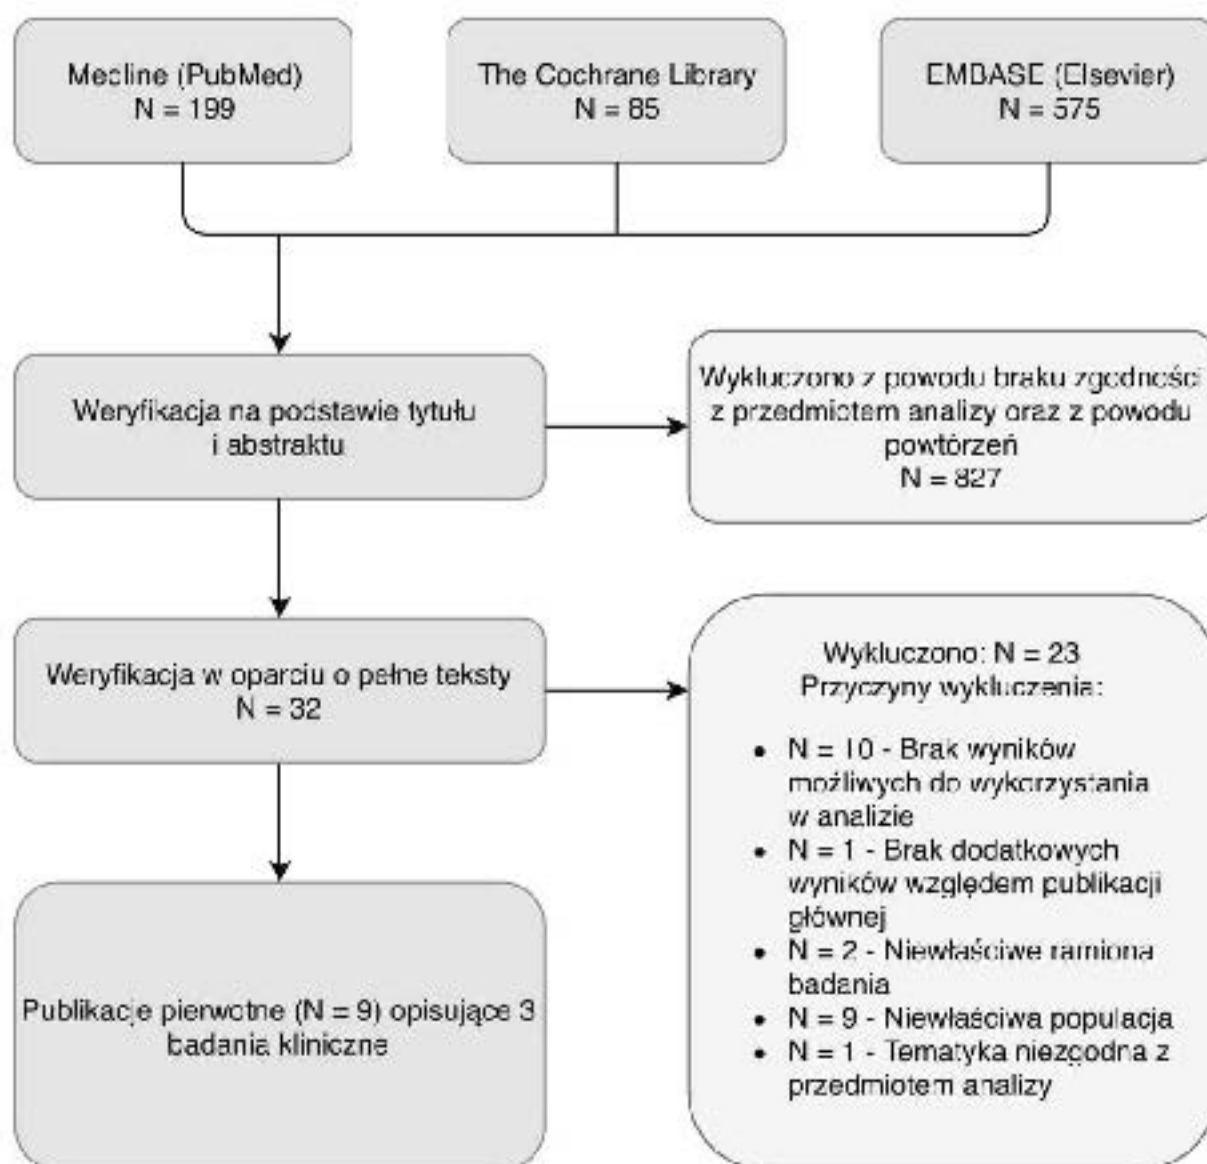 Medline (PubMed)
N = 199
The Cochrane Library
N = 85
EMBASE (Elsevier)
N = 575
Weryfikacja na podstawie tytułu
i abstraktu
Wykluczono z powodu braku zgodności
z przedmiotem analizy oraz z powodu
powtórzeń
N = 827
Weryfikacja w oparciu o pełne teksty
N = 32
Wykluczono: N = 23
Przyczyny wykluczenia:
• N = 10 - Brak wyników
możliwych do wykorzystania
w analizie
• N = 1 - Brak dodatkowych
wyników względem publikacji
głównej
• N = 2 - Niewłaściwe ramiona
badania
• N = 9 - Niewłaściwa populacja
• N = 1 - Tematyka niezgodna z
przedmiotem analizy
Publikacje pierwotne (N = 9) opisujące 3
badania kliniczne